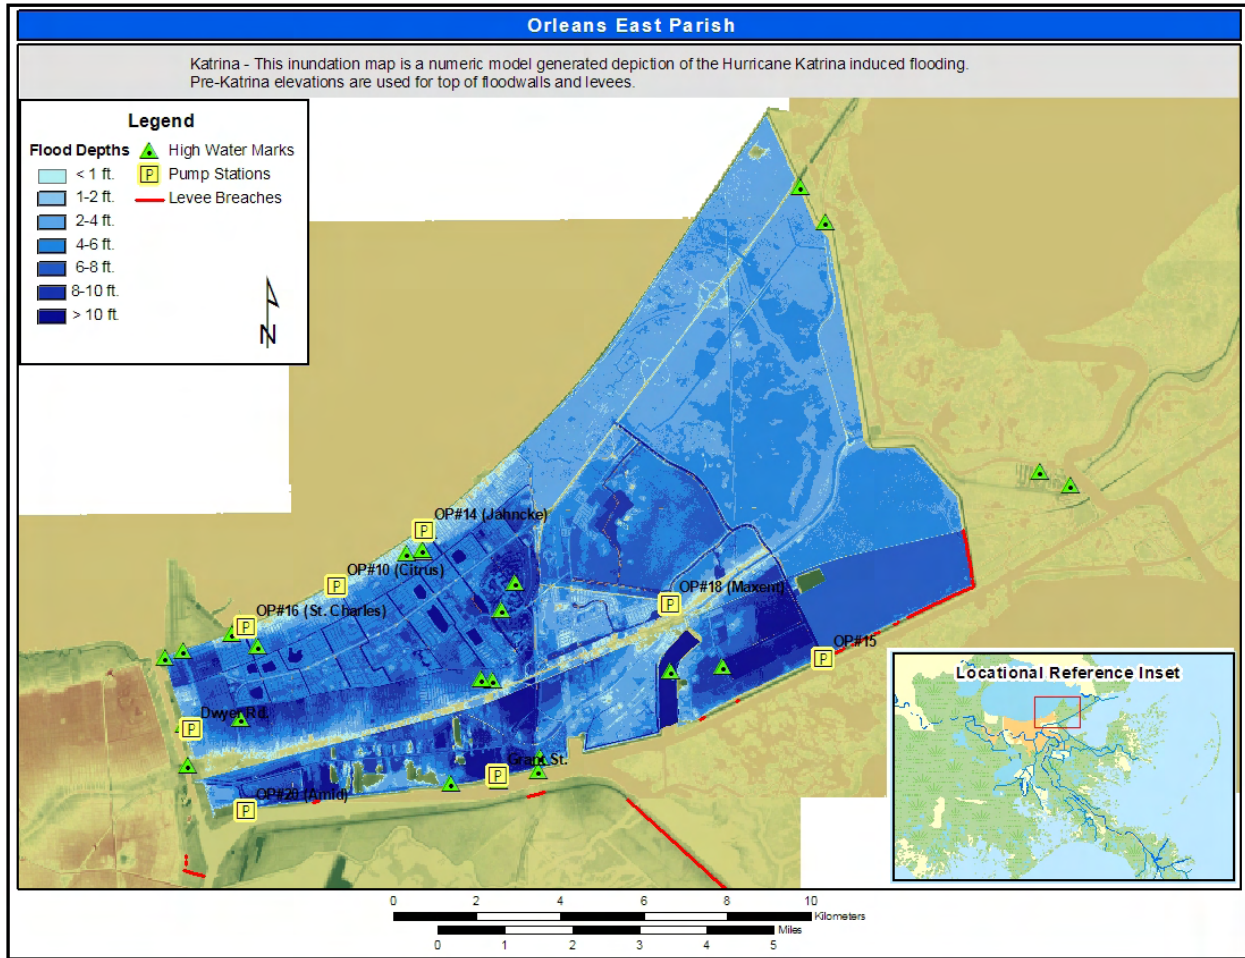 Orleans East Parish
Katrina - This inundation map is a numeric model generated depiction of the Hurricane Katrina induced flooding.
Pre-Katrina elevations are used for top of floodwalls and levees.
Legend
Flood Depths
High Water Marks
< 1 ft.
P Pump Stations
1-2 ft.
Levee Breaches
2-4 ft.
4-6 ft.
6-8 ft.
8-10 ft.
> 10 ft.
N
OP#14 (Jahncke)
P
OP#10 (Citrus)
P
OP#18 (Maxent)
P
OP#16 (St. Charles)
P
OP#15
P
Locational Reference Inset
Dwyer Rd.
P
Grant St.
P
OP#20 (Amid)
P
0 2 4 6 8 10
Kilometers
Miles
0 1 2 3 4 5